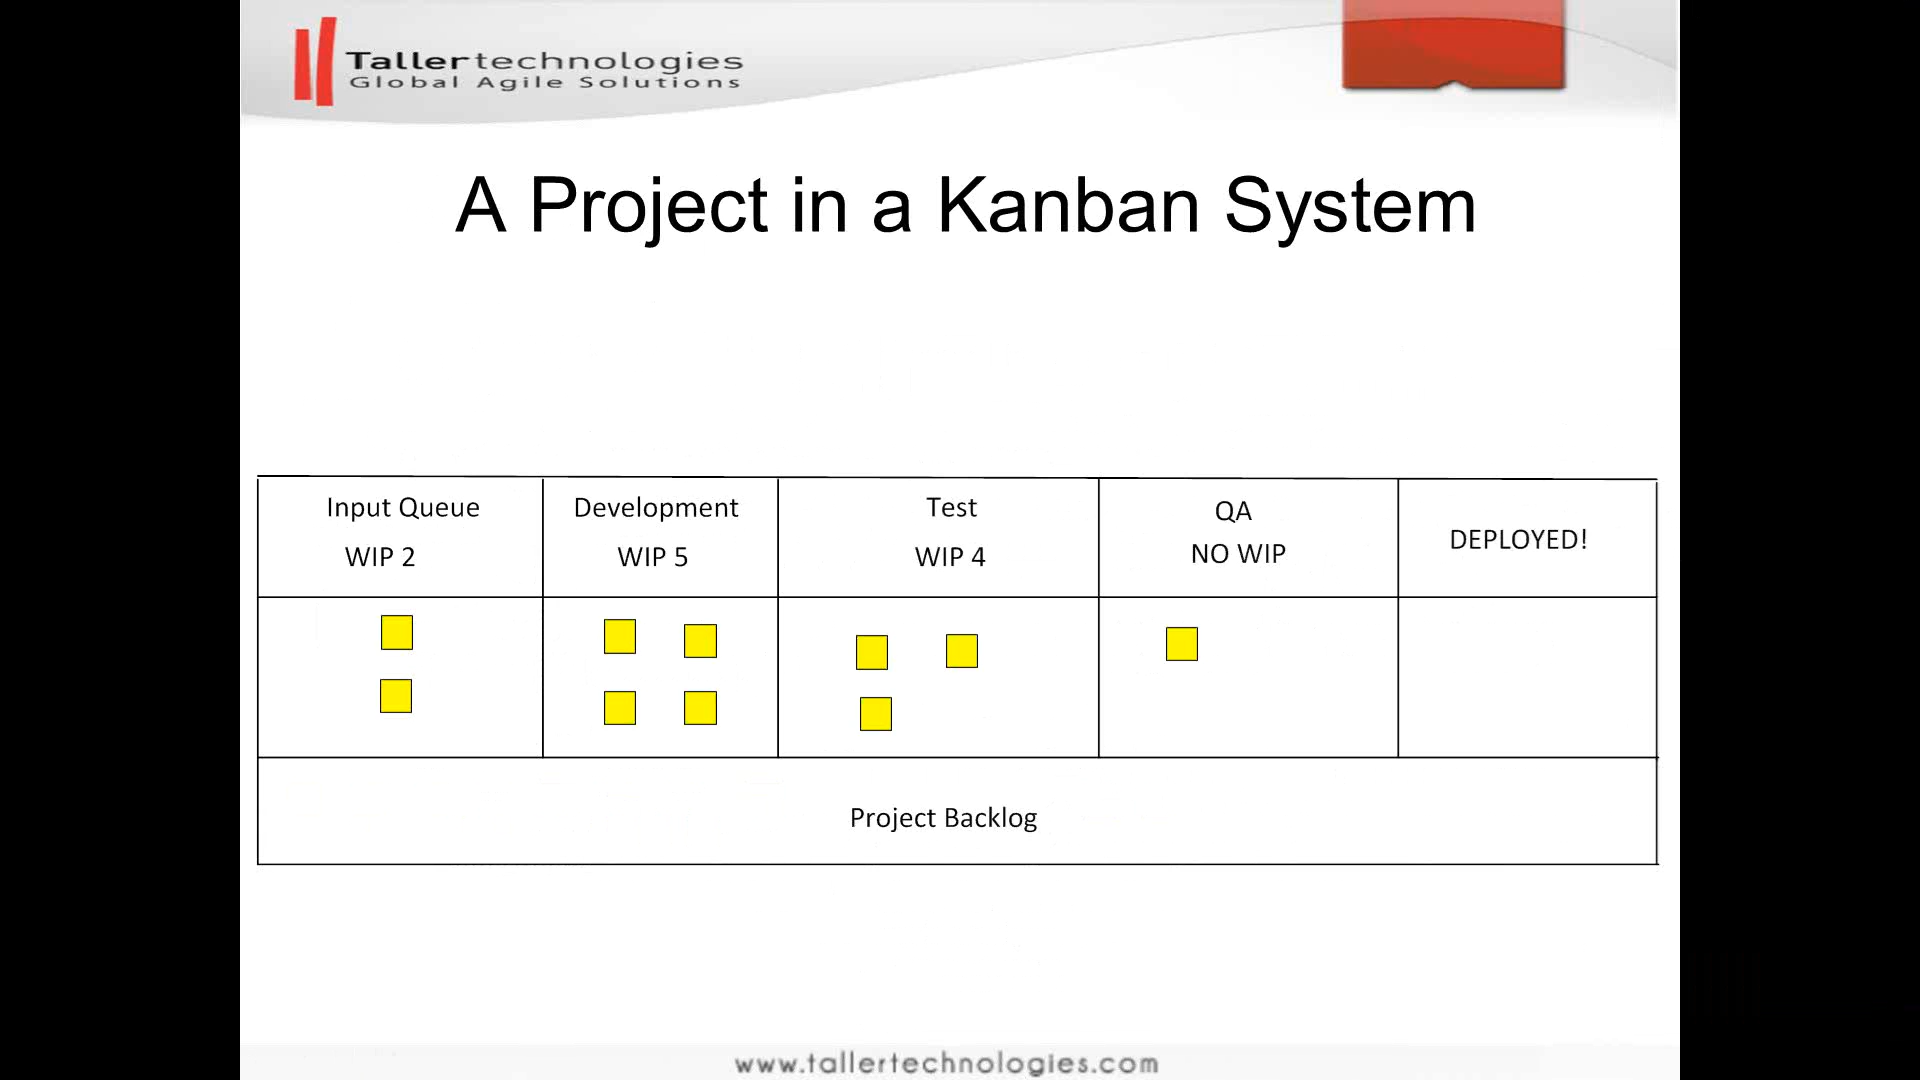 Tallertechnologies
Global Agile Solutions
A Project in a Kanban System
Input Queue
WIP 2
Development
WIP 5
Test
WIP 4
QA
NO WIP
DEPLOYED!
Project Backlog
www.tallertechnologies.com